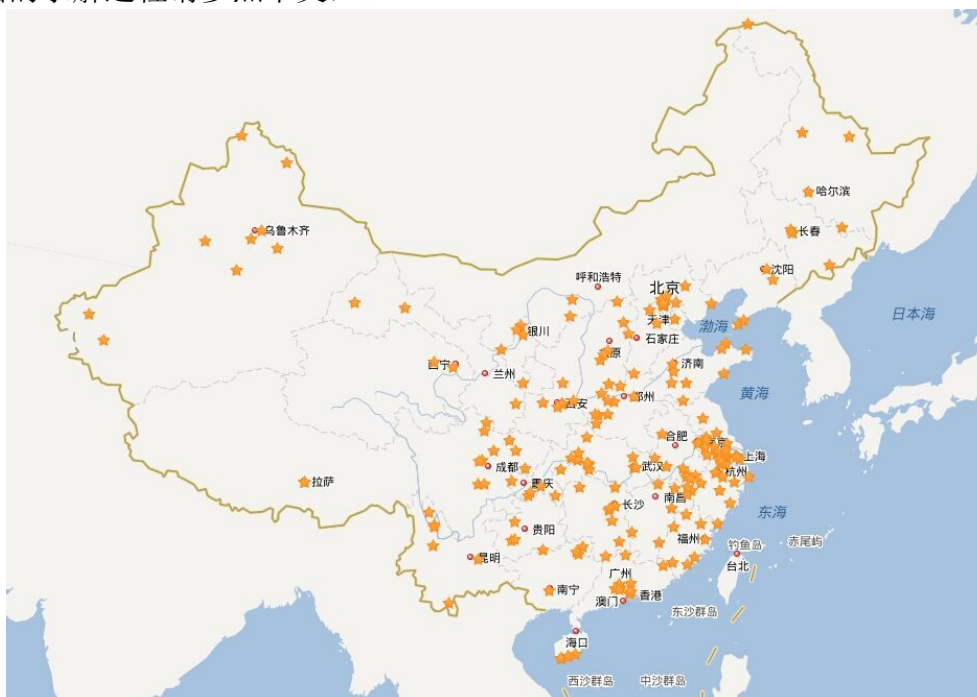 哈尔滨
长春
乌鲁木齐
沈阳
呼和浩特
北京
日本海
天津
渤海
银川
石家庄
太原
西宁
济南
兰州
黄海
西安
郑州
合肥
南京
上海
成都
武汉
杭州
拉萨
重庆
南昌
长沙
东海
贵阳
福州
钓鱼岛
赤尾屿
昆明
台北
广州
南宁
澳门
香港
东沙群岛
海口
西沙群岛
中沙群岛